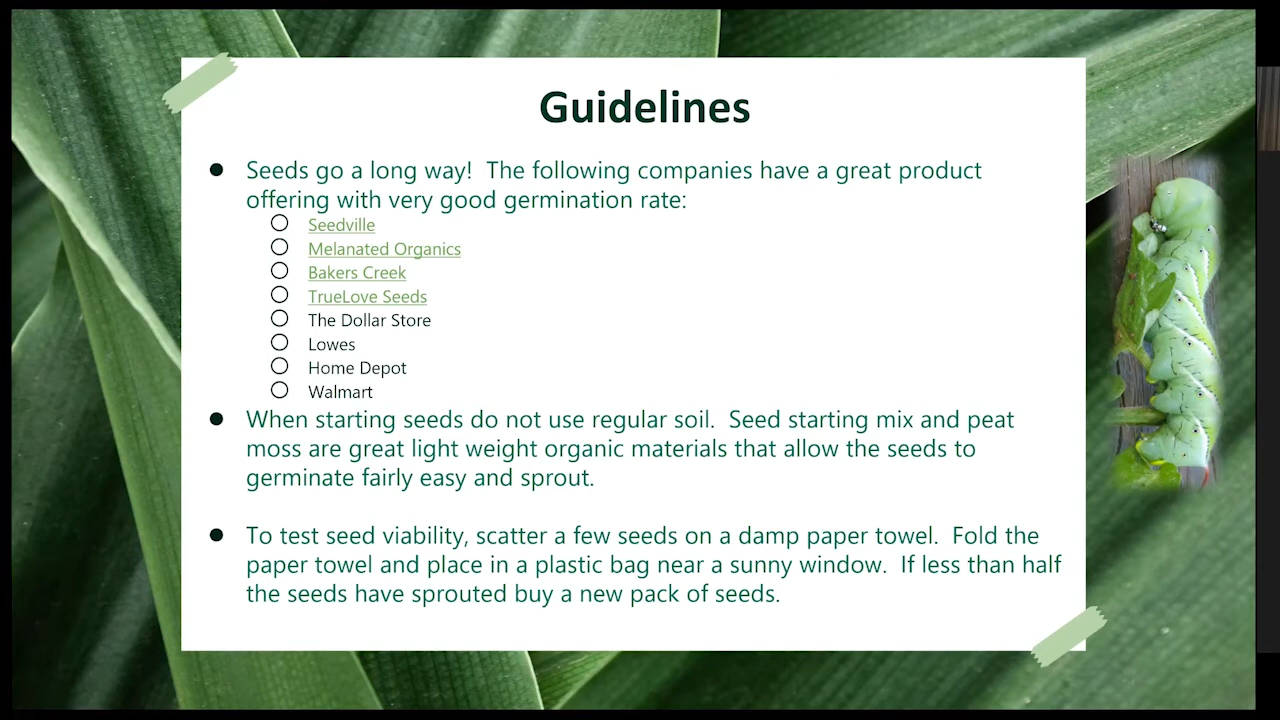 Guidelines
● Seeds go a long way!  The following companies have a great product
offering with very good germination rate:
○ Seedville
○ Melanated Organics
○ Bakers Creek
○ TrueLove Seeds
○ The Dollar Store
○ Lowes
○ Home Depot
○ Walmart
● When starting seeds do not use regular soil.  Seed starting mix and peat
moss are great light weight organic materials that allow the seeds to
germinate fairly easy and sprout.
● To test seed viability, scatter a few seeds on a damp paper towel.  Fold the
paper towel and place in a plastic bag near a sunny window.  If less than half
the seeds have sprouted buy a new pack of seeds.